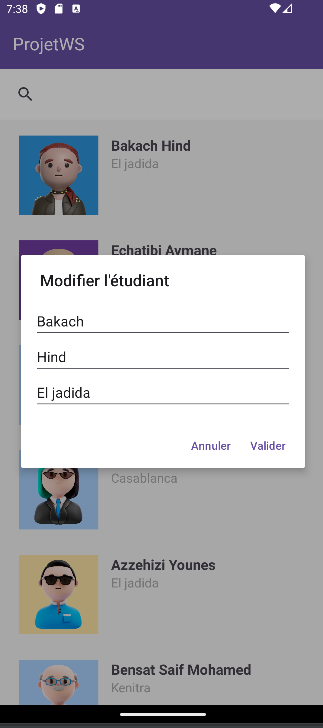 7:38
ProjetWS
Bakach Hind
El jadida
Echatibi Aymane
Modifier l'étudiant
Bakach
Hind
El jadida
Annuler Valider
Casablanca
Azzehizi Younes
El jadida
Bensat Saif Mohamed
Kenitra